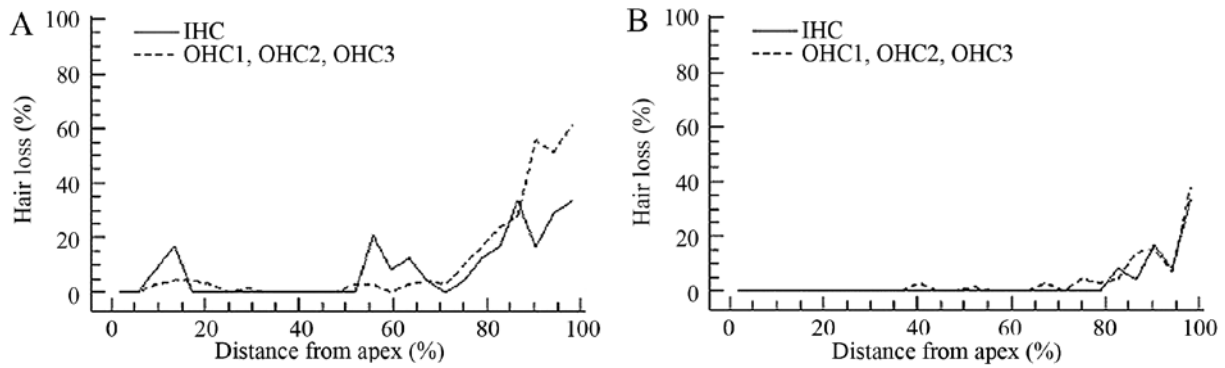 A
IHC
OHC1, OHC2, OHC3
Hair loss (%)
100
80
60
40
20
0
0 20 40 60 80 100
Distance from apex (%)
B
IHC
OHC1, OHC2, OHC3
Hair loss (%)
100
80
60
40
20
0
0 20 40 60 80 100
Distance from apex (%)